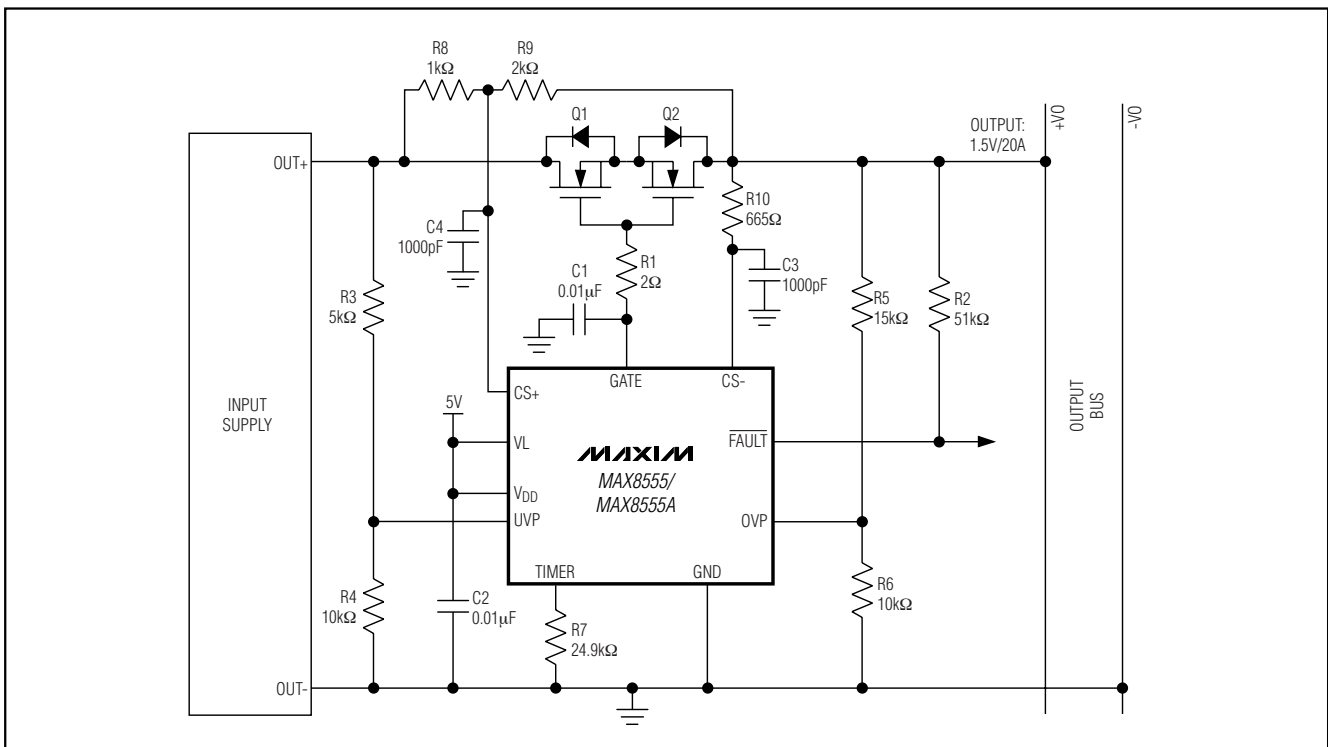 R8
1kΩ
R9
2kΩ
Q1
Q2
OUTPUT:
1.5V/20A
+VO
-VO
OUT+
R10
665Ω
C4
1000pF
C3
1000pF
R1
2Ω
C1
0.01µF
R3
5kΩ
R5
15kΩ
R2
51kΩ
INPUT
SUPPLY
OUTPUT
BUS
GATE
CS-
CS+
5V
VL
FAULT
MAXIM
MAX8555/
MAX8555A
VDD
UVP
OVP
TIMER
GND
R4
10kΩ
C2
0.01µF
R7
24.9kΩ
R6
10kΩ
OUT-